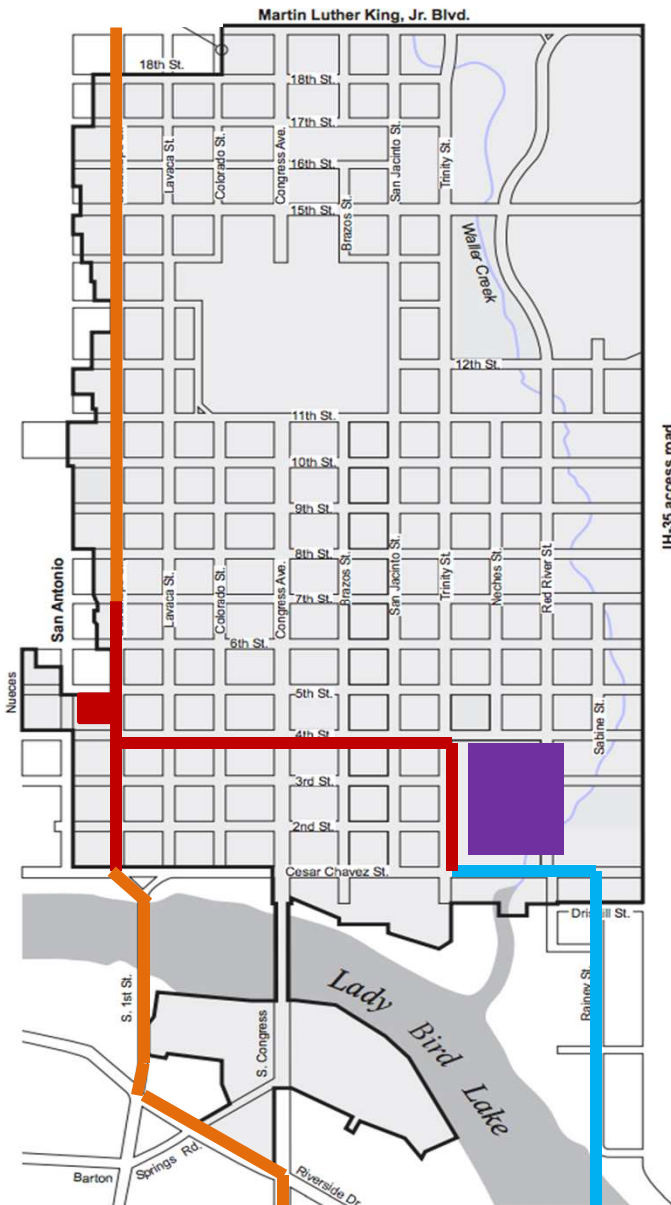 Martin Luther King, Jr. Blvd.
18th St.
18th St.
17th St.
Lavaca St.
Colorado St.
Congress Ave.
16th St.
San Jacinto St.
Trinity St.
15th St.
Brazos St.
Waller Creek
12th St.
11th St.
IH-35 access road
10th St.
9th St.
8th St.
San Antonio
Lavaca St.
Colorado St.
Congress Ave.
7th St.
Brazos St.
San Jacinto St.
Trinity St.
Neches St.
Red River St.
6th St.
Nueces
5th St.
Sabine St.
4th St.
3rd St.
2nd St.
Cesar Chavez St.
St.
S. 1st St.
Lady Bird Lake
Rainey St.
S. Congress
Barton Springs Rd.
Riverside Dr.